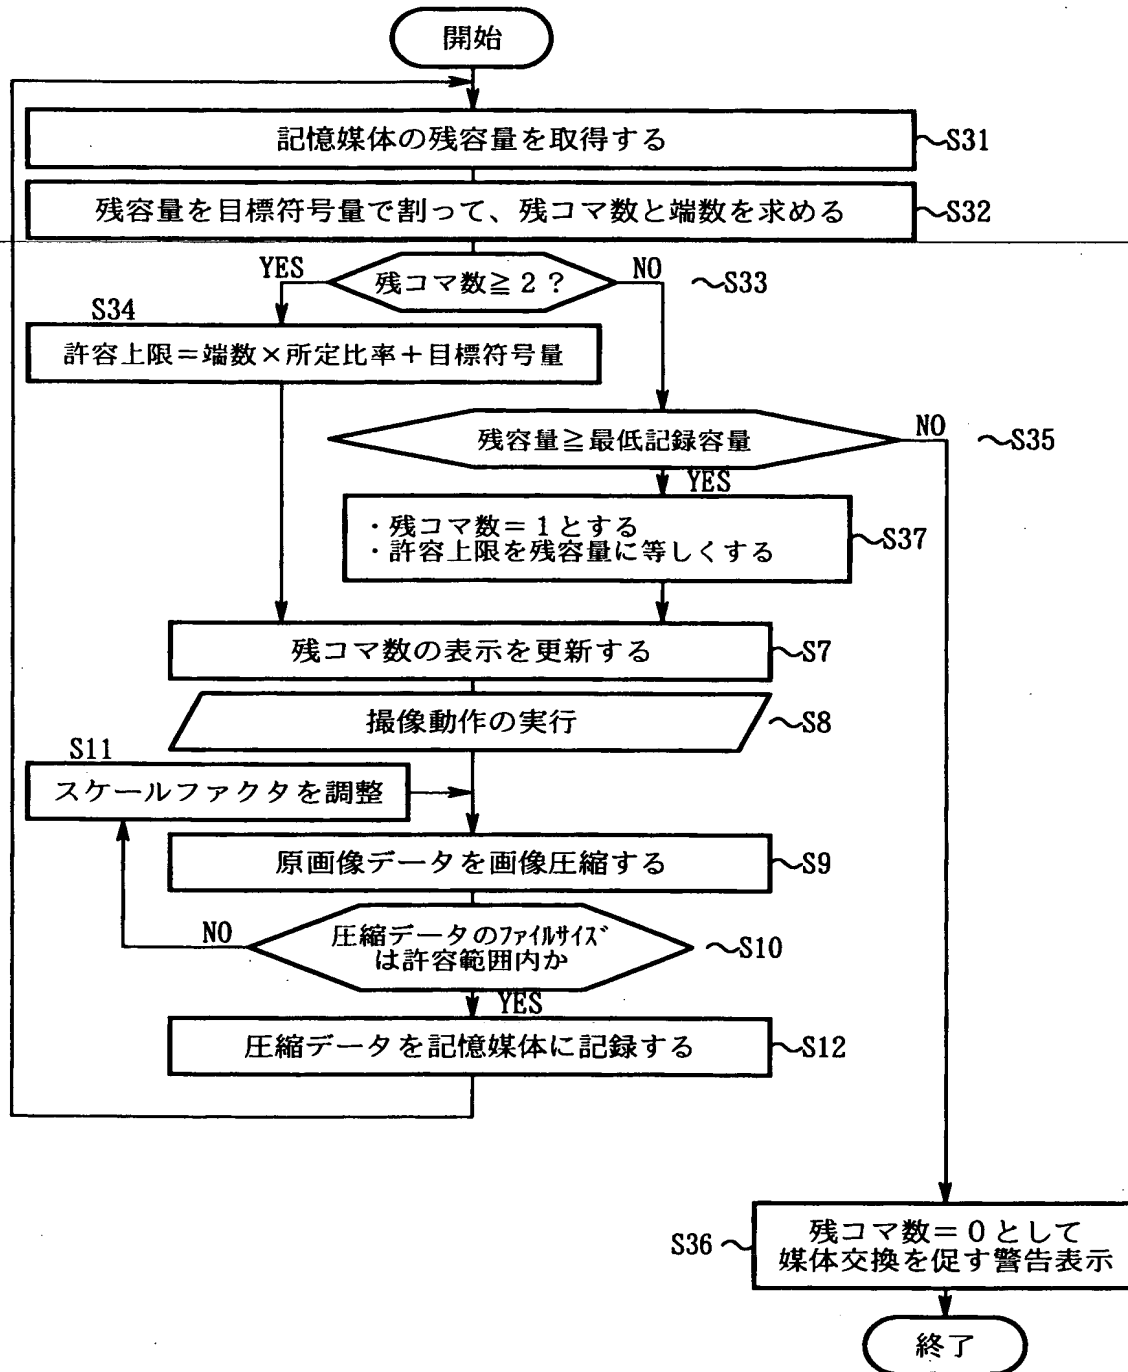 開始
記憶媒体の残容量を取得する
~S31
残容量を目標符号量で割って、残コマ数と端数を求める
~S32
YES
残コマ数≧2?
NO
~S33
S34
許容上限=端数×所定比率+目標符号量
残容量≧最低記録容量
NO
~S35
YES
・残コマ数=1とする
・許容上限を残容量に等しくする
~S37
残コマ数の表示を更新する
~S7
撮像動作の実行
~S8
S11
スケールファクタを調整
原画像データを画像圧縮する
~S9
NO
圧縮データのファイルサイズ
は許容範囲内か
~S10
YES
圧縮データを記憶媒体に記録する
~S12
S36~
残コマ数=0として
媒体交換を促す警告表示
終了